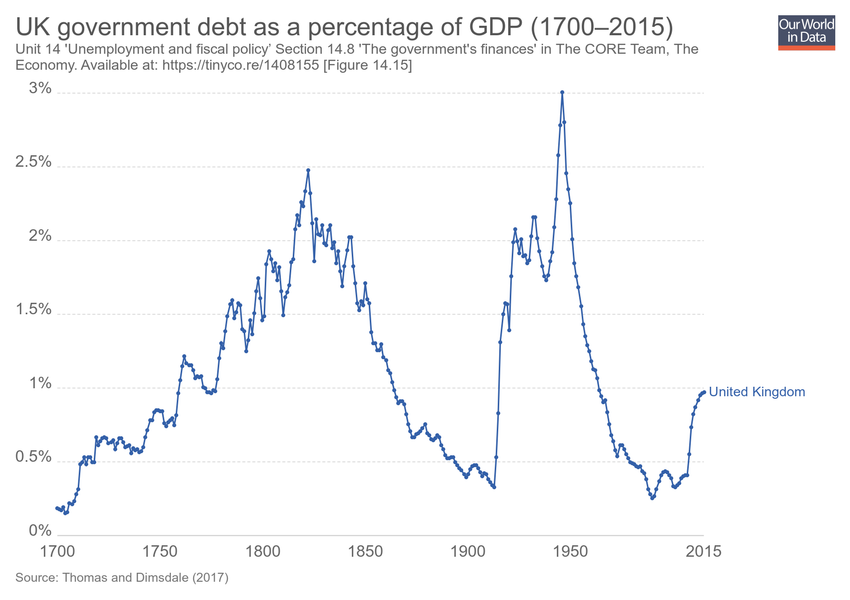 UK government debt as a percentage of GDP (1700–2015)
Unit 14 'Unemployment and fiscal policy' Section 14.8 'The government's finances' in The CORE Team, The
Economy. Available at: https://tinyco.re/1408155 [Figure 14.15]
Our World
in Data
3%
2.5%
2%
1.5%
1%
0.5%
0%
United Kingdom
1700 1750 1800 1850 1900 1950 2015
Source: Thomas and Dimsdale (2017)